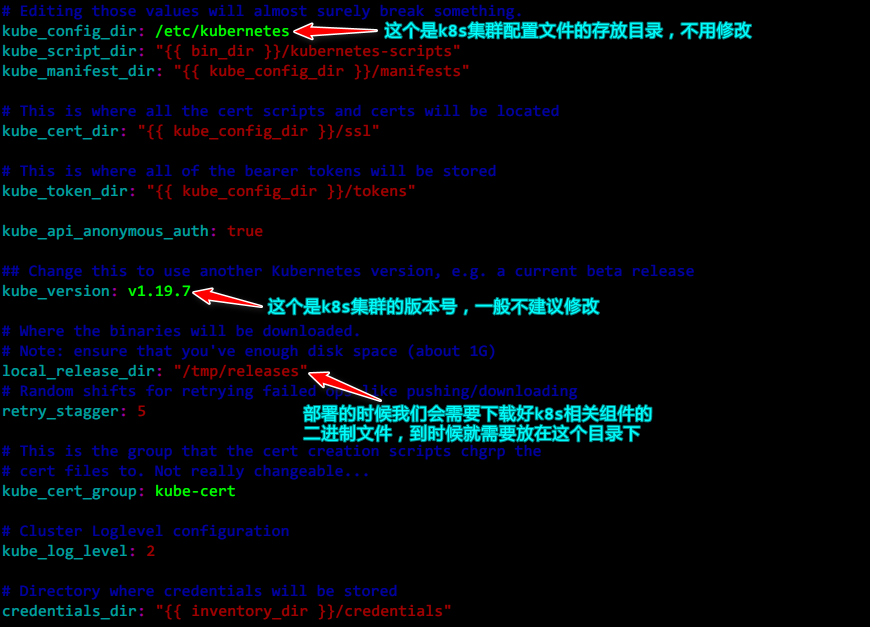 # Editing those values will almost surely break something.
kube_config_dir: /etc/kubernetes 这个是k8s集群配置文件的存放目录，不用修改
kube_script_dir: "{{ bin_dir }}/kubernetes-scripts"
kube_manifest_dir: "{{ kube_config_dir }}/manifests"
# This is where all the cert scripts and certs will be located
kube_cert_dir: "{{ kube_config_dir }}/ssl"
# This is where all of the bearer tokens will be stored
kube_token_dir: "{{ kube_config_dir }}/tokens"
kube_api_anonymous_auth: true
## Change this to use another Kubernetes version, e.g. a current beta release
kube_version: v1.19.7
这个是k8s集群的版本号，一般不建议修改
# Where the binaries will be downloaded.
# Note: ensure that you've enough disk space (about 1G)
local_release_dir: "/tmp/releases"
# Random shifts for retrying failed ops like pushing/downloading
retry_stagger: 5
部署的时候我们会需要下载好k8s相关组件的
二进制文件，到时候就需要放在这个目录下
# This is the group that the cert creation scripts chgrp the
# cert files to. Not really changeable...
kube_cert_group: kube-cert
# Cluster Loglevel configuration
kube_log_level: 2
# Directory where credentials will be stored
credentials_dir: "{{ inventory_dir }}/credentials"